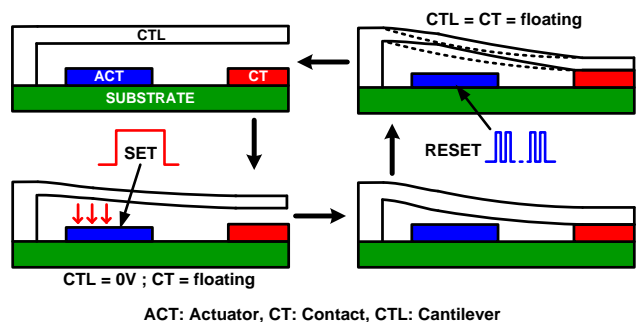 CTL = CT = floating
CTL
ACT
CT
SUBSTRATE
SET
RESET
CTL = 0V ; CT = floating
ACT: Actuator, CT: Contact, CTL: Cantilever